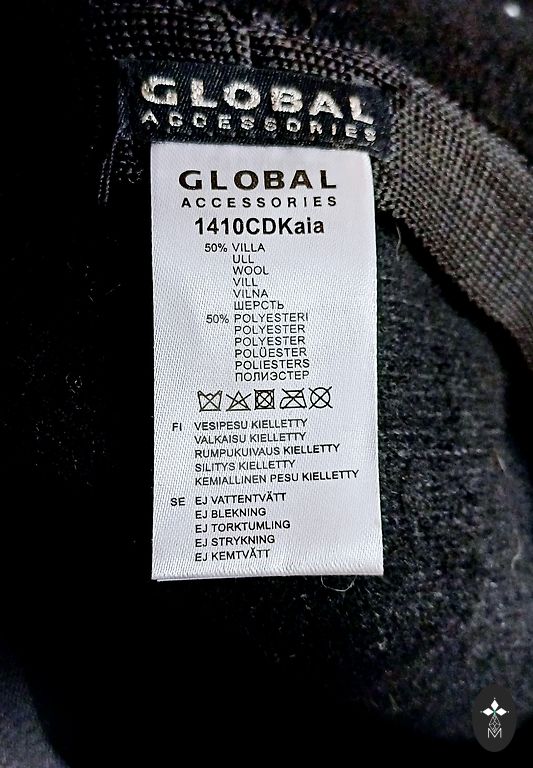 GLOBAL
ACCESSORIES
GLOBAL
ACCESSORIES
1410CDKaia
50% VILLA
ULL
WOOL
VILL
VILNA
ШЕРСТЬ
50% POLYESTERI
POLYESTER
POLYESTER
POLÜESTER
POLIESTERS
ПОЛИЭСТЕР
FI VESIPESU KIELLETTY
VALKAISU KIELLETTY
RUMPUKUIVAUS KIELLETTY
SILITYS KIELLETTY
KEMIALLINEN PESU KIELLETTY
SE EJ VATTENTVÄTT
EJ BLEKNING
EJ TORKTUMLING
EJ STRYKNING
EJ KEMTVÄTT
M